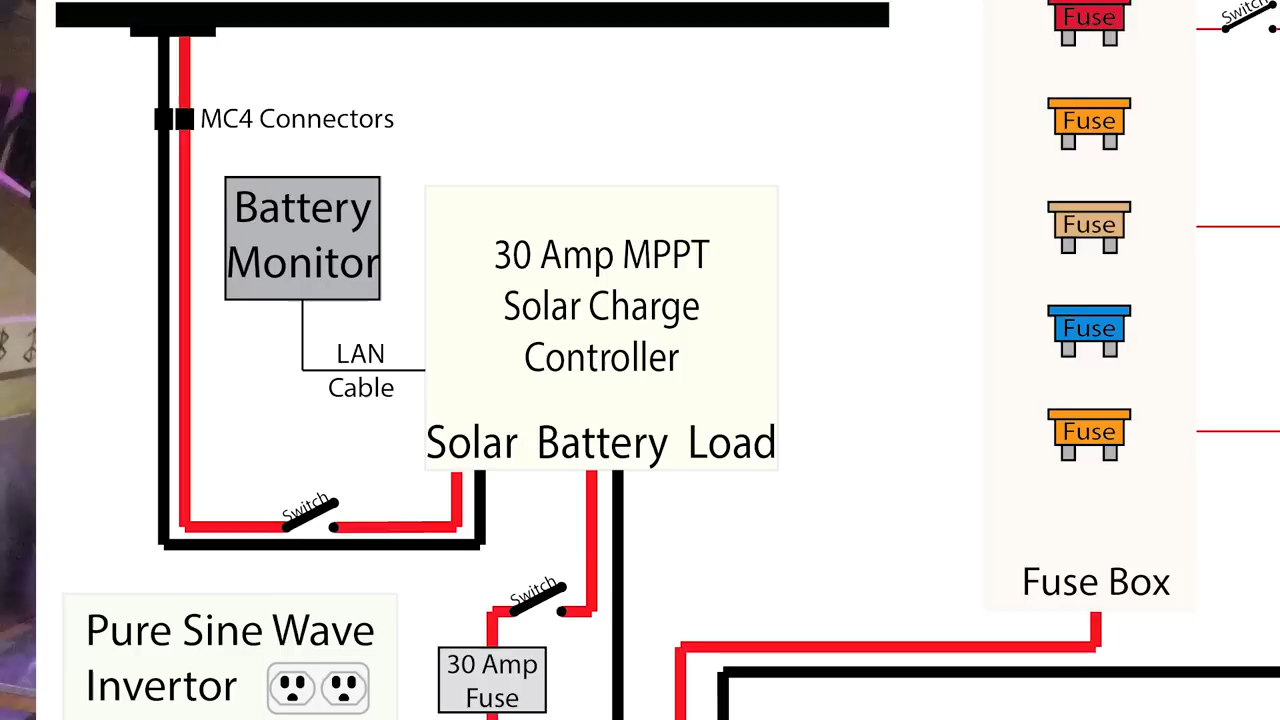 Fuse
Switch
MC4 Connectors
Fuse
Battery
Monitor
30 Amp MPPT
Solar Charge
Controller
Fuse
LAN
Cable
Fuse
Solar Battery Load
Fuse
Switch
Switch
Fuse Box
Pure Sine Wave
Invertor
30 Amp
Fuse